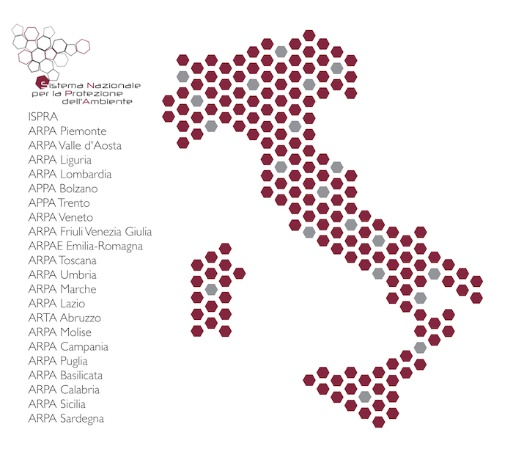 Sistema Nazionale
per la Protezione
dell'Ambiente
ISPRA
ARPA Piemonte
ARPA Valle d'Aosta
ARPA Liguria
ARPA Lombardia
APPA Bolzano
APPA Trento
ARPA Veneto
ARPA Friuli Venezia Giulia
ARPAE Emilia-Romagna
ARPA Toscana
ARPA Umbria
ARPA Marche
ARPA Lazio
ARTA Abruzzo
ARPA Molise
ARPA Campania
ARPA Puglia
ARPA Basilicata
ARPA Calabria
ARPA Sicilia
ARPA Sardegna